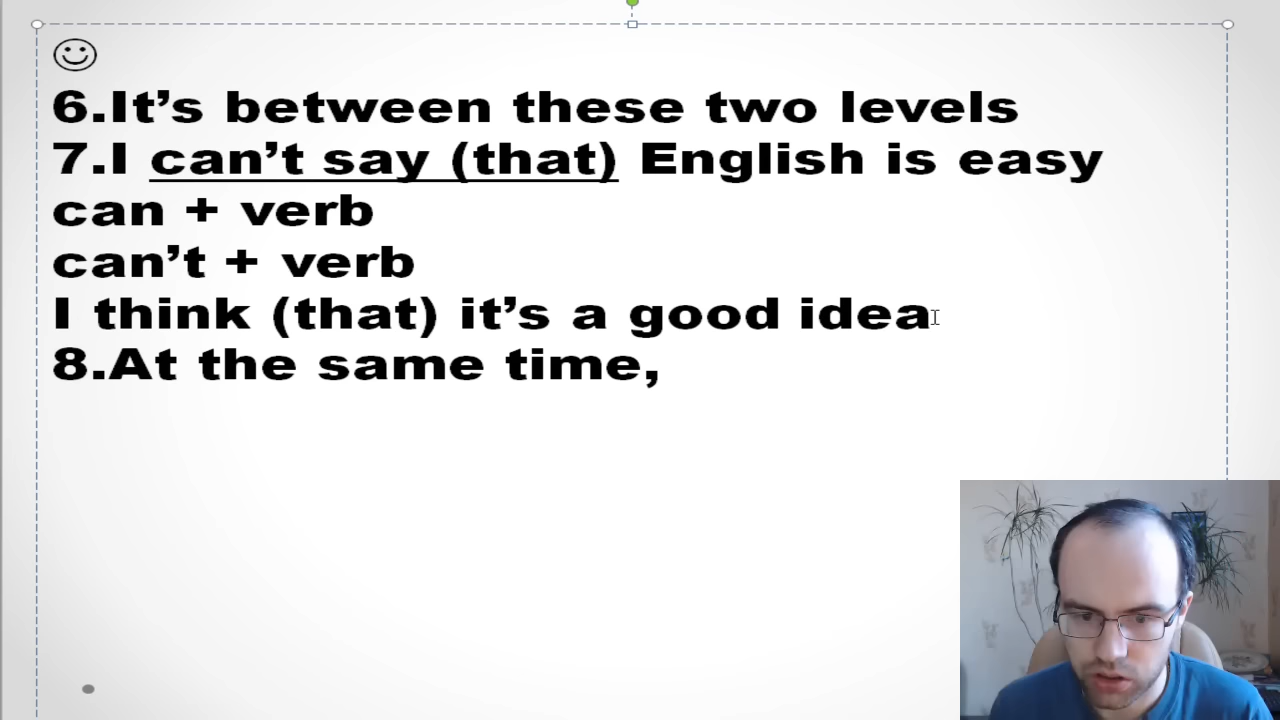 6.It’s between these two levels
7.I can’t say (that) English is easy
can + verb
can’t + verb
I think (that) it’s a good idea
8.At the same time,